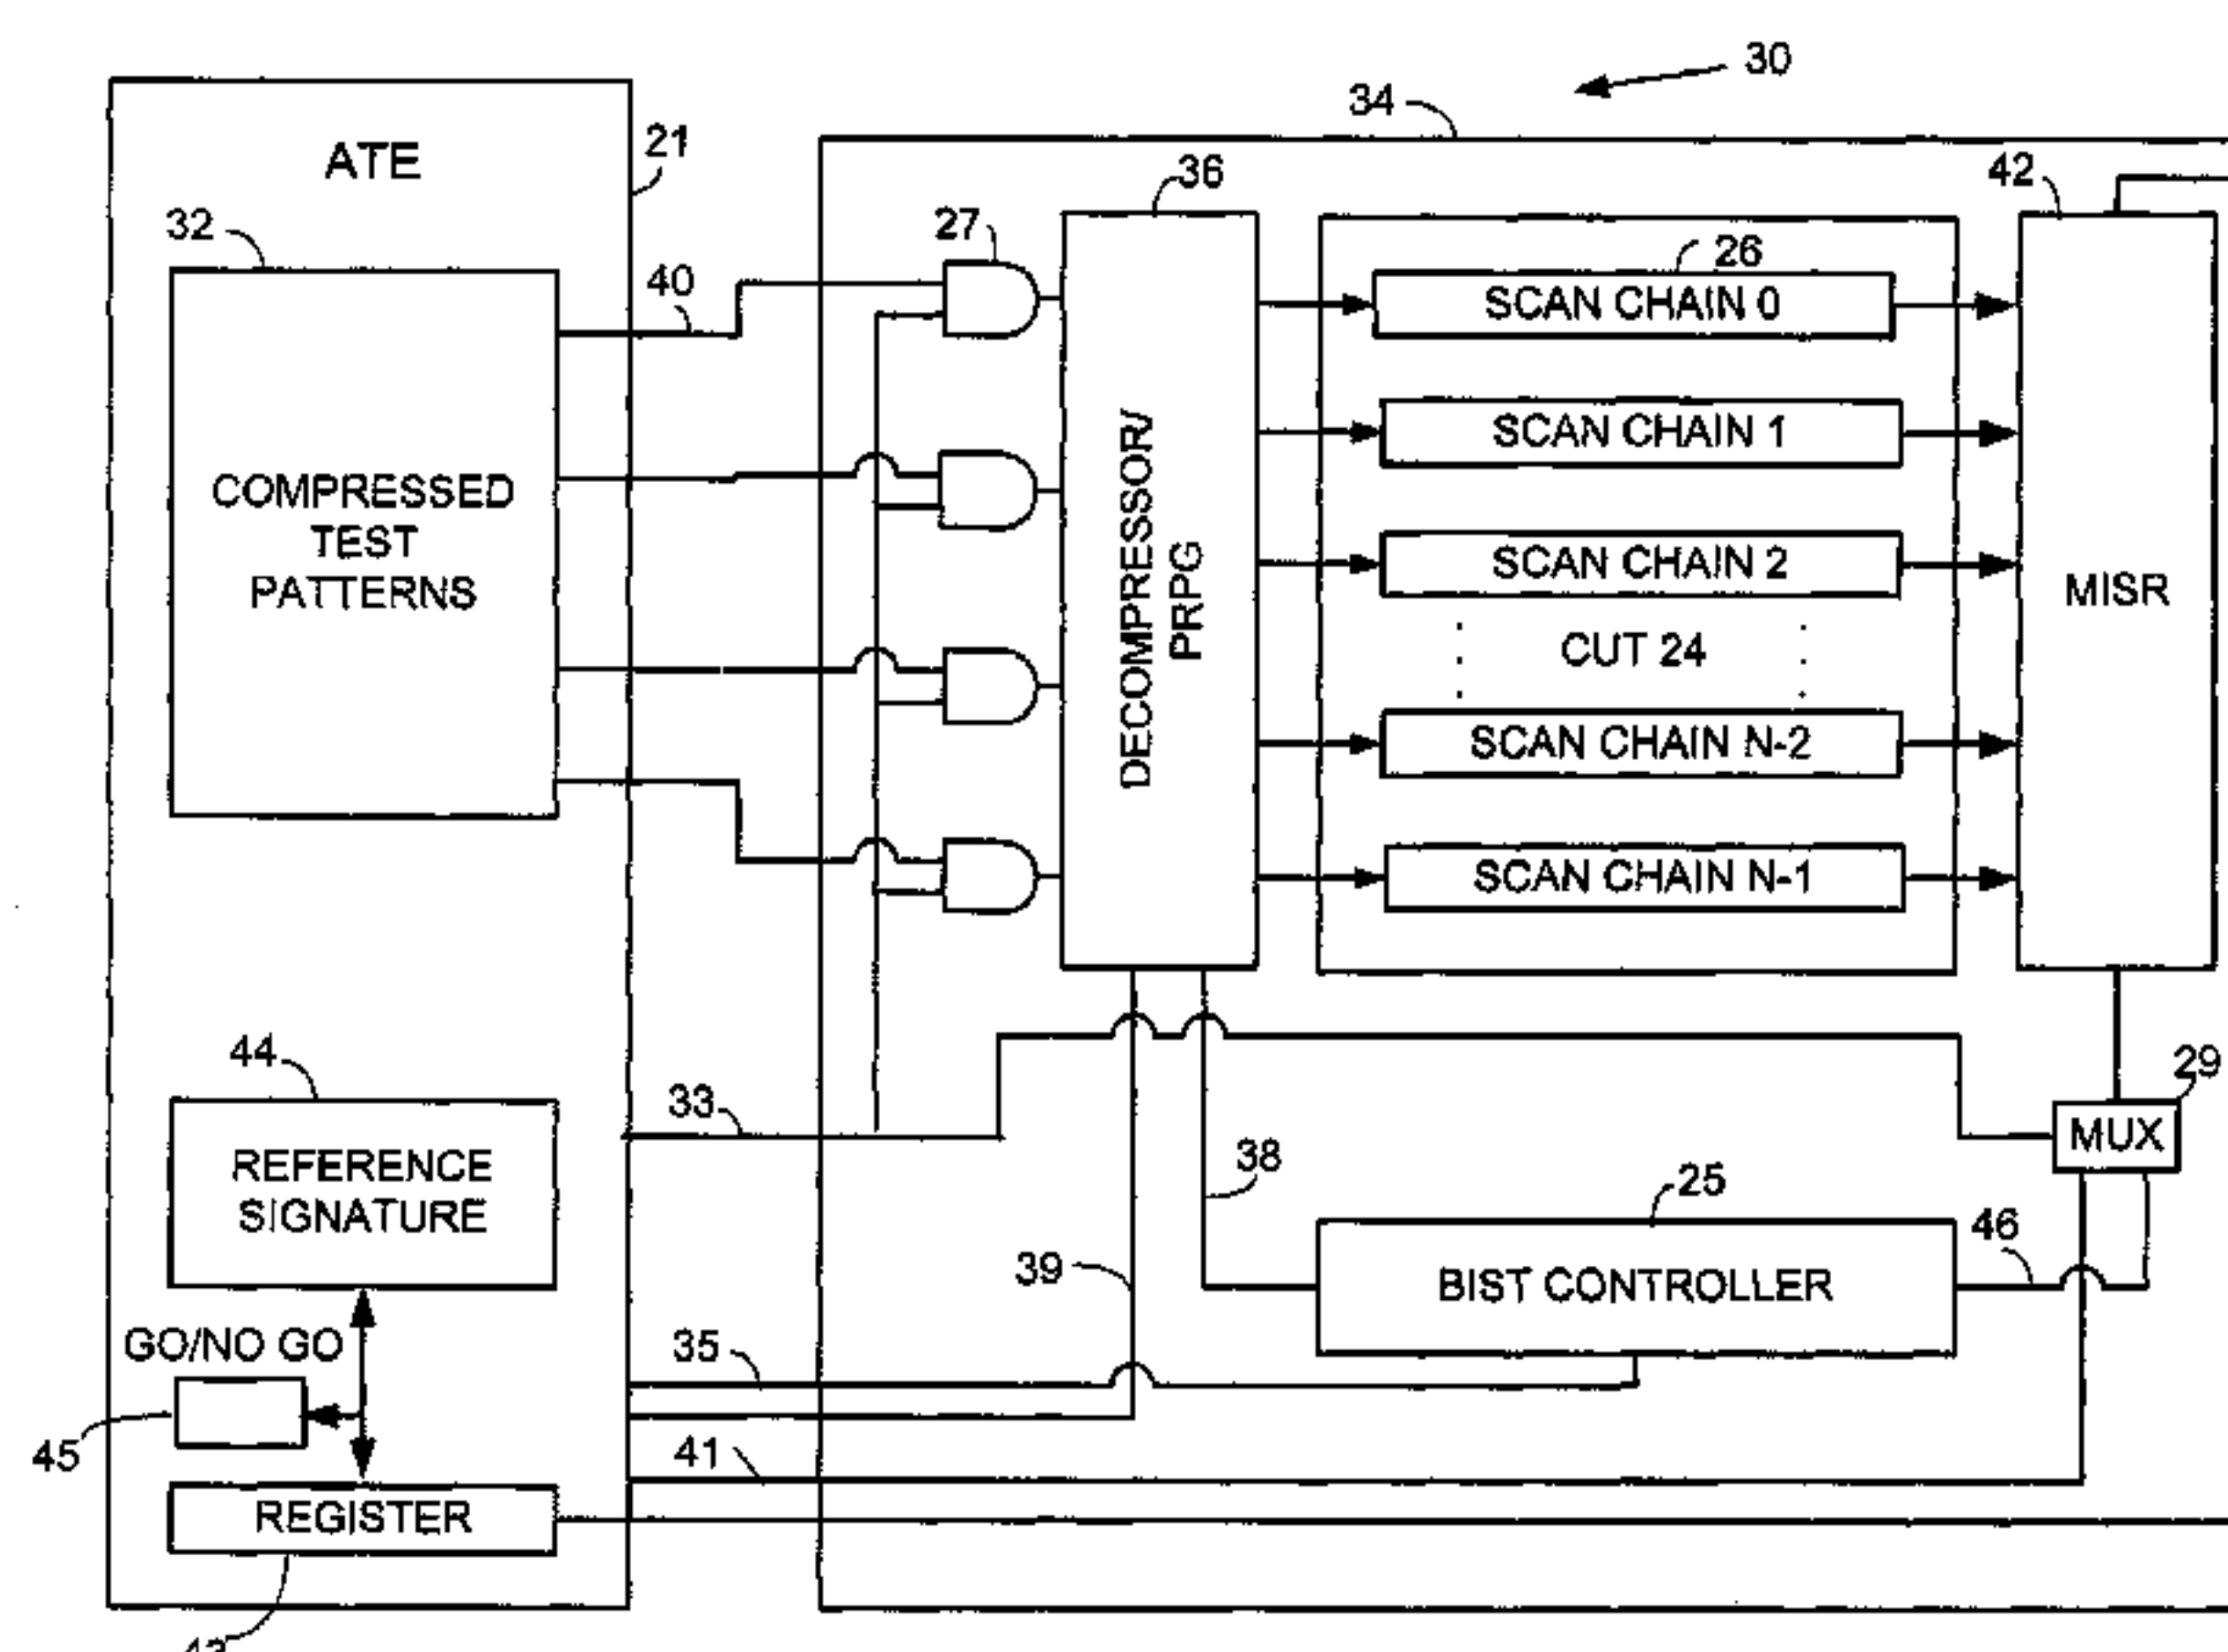 30
34
ATE
21
36
42
32
27
26
40
SCAN CHAIN 0
SCAN CHAIN 1
COMPRESSED
TEST
PATTERNS
DECOMPRESSOR/
PRPG
SCAN CHAIN 2
MISR
CUT 24
SCAN CHAIN N-2
SCAN CHAIN N-1
44
29
33
MUX
REFERENCE
SIGNATURE
38
25
46
39
BIST CONTROLLER
GO/NO GO
35
45
41
REGISTER
43